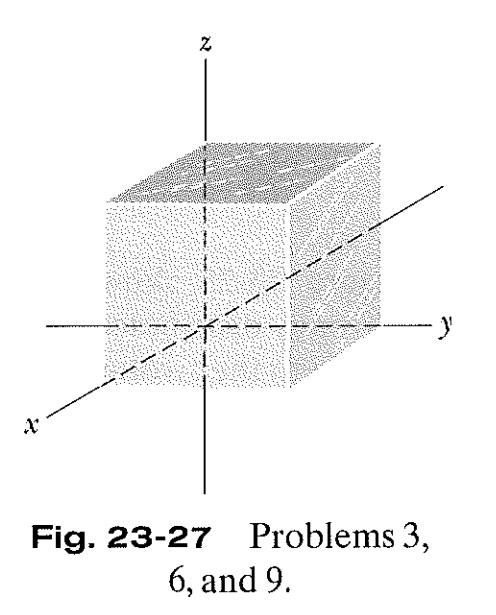 z
y
x
Fig. 23-27 Problems 3,
6, and 9.